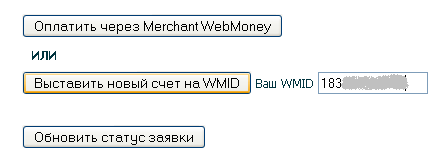 Оплатить через Merchant WebMoney
или
Выставить новый счет на WMID Ваш WMID 183
Обновить статус заявки